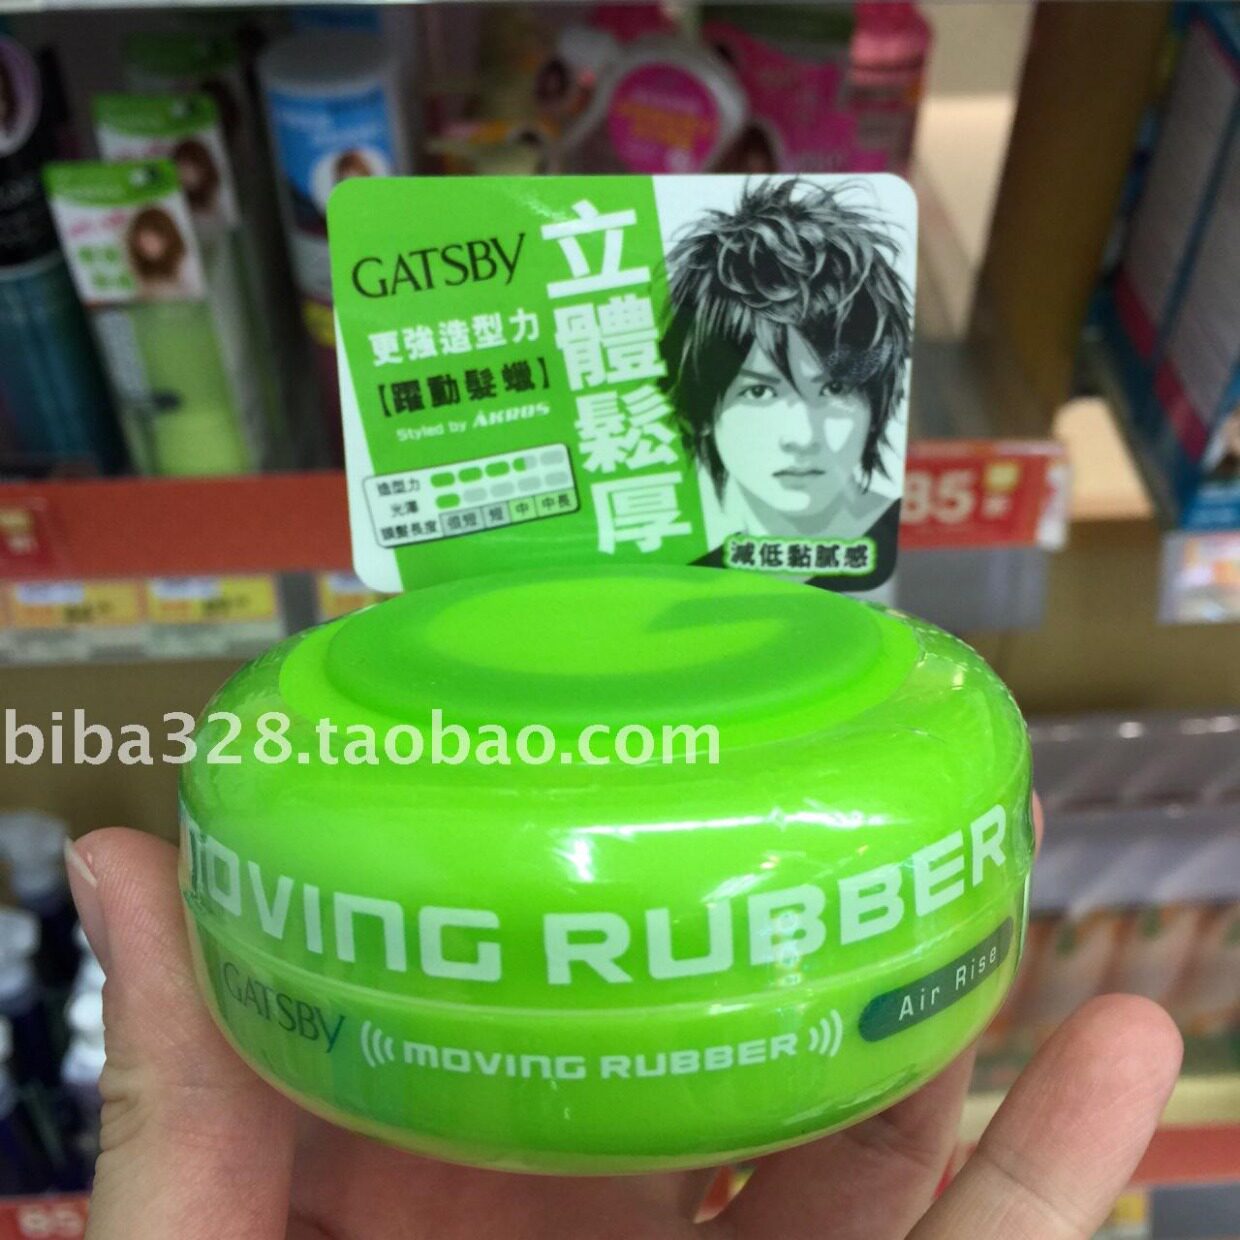 GATSBY
更強造型力
【躍動髮蠟】
Styled by AKROS
立體鬆厚
造型力
光澤
頭髮長度 很短 短 中 中長
減低黏膩感
85
biba328.taobao.com
MOVING RUBBER
GATSBY
MOVING RUBBER
Air Rise
85